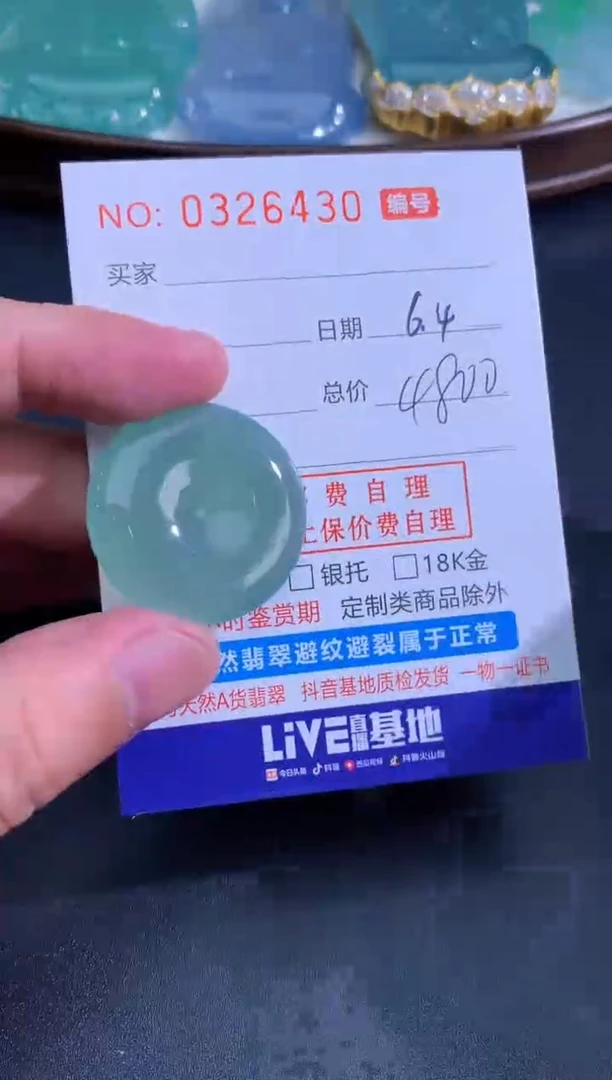 NO: 0326430 编号
买家
日期 6.4
总价 4800
费自理
保价费自理
银托 18K金
的鉴赏期 定制类商品除外
然翡翠避纹避裂属于正常
天然A货翡翠 抖音基地质检发货 一物一证书
LiVE直播基地
今日头条 抖音 西瓜视频 抖音火山版